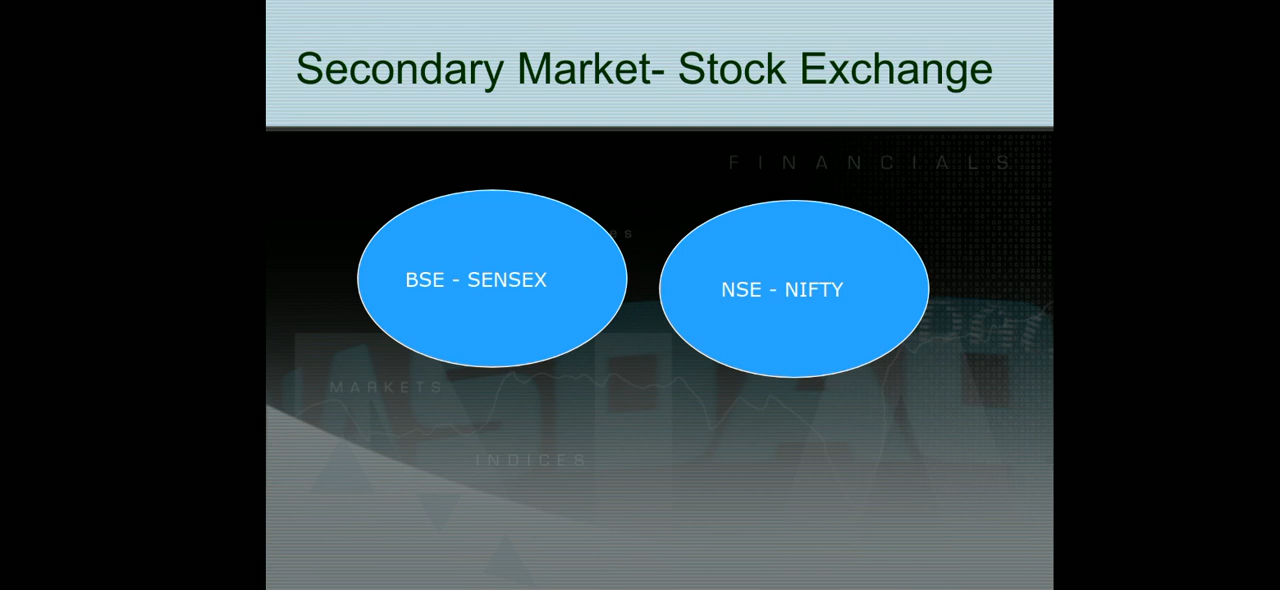 Secondary Market- Stock Exchange
FINANCIALS
BSE - SENSEX
NSE - NIFTY
MARKETS
INDICES